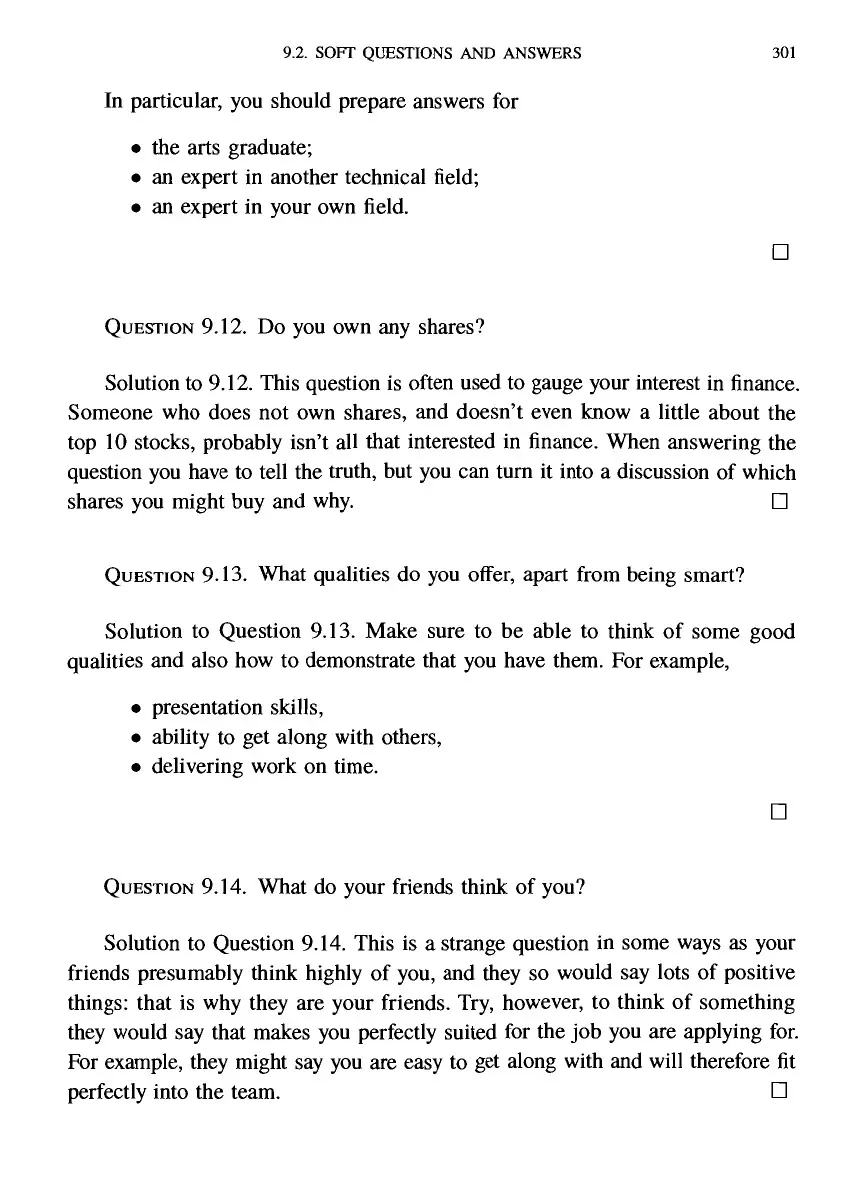 9.2. SOFT QUESTIONS AND ANSWERS 301
In particular, you should prepare answers for
• the arts graduate;
• an expert in another technical field;
• an expert in your own field.
□
QUESTION 9.12. Do you own any shares?
Solution to 9.12. This question is often used to gauge your interest in finance.
Someone who does not own shares, and doesn't even know a little about the
top 10 stocks, probably isn't all that interested in finance. When answering the
question you have to tell the truth, but you can turn it into a discussion of which
shares you might buy and why. □
QUESTION 9.13. What qualities do you offer, apart from being smart?
Solution to Question 9.13. Make sure to be able to think of some good
qualities and also how to demonstrate that you have them. For example,
• presentation skills,
• ability to get along with others,
• delivering work on time.
□
QUESTION 9.14. What do your friends think of you?
Solution to Question 9.14. This is a strange question in some ways as your
friends presumably think highly of you, and they so would say lots of positive
things: that is why they are your friends. Try, however, to think of something
they would say that makes you perfectly suited for the job you are applying for.
For example, they might say you are easy to get along with and will therefore fit
perfectly into the team. □